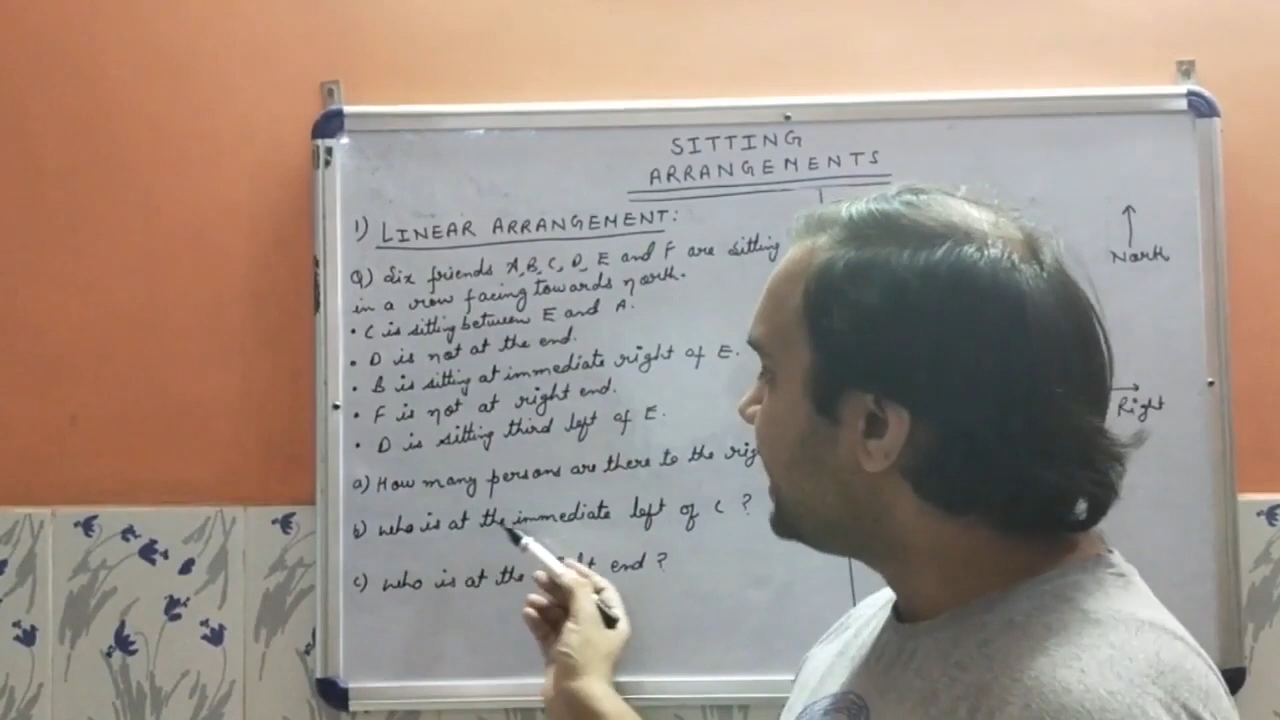 SITTING
ARRANGEMENTS
1) LINEAR ARRANGEMENT:
Q) Six friends A, B, C, D, E and F are sitting
in a row facing towards north.
• C is sitting between E and A.
• D is not at the end.
• B is sitting at immediate right of E.
• F is not at right end.
• D is sitting third left of E.
a) How many persons are there to the rig
b) who is at the immediate left of C ?
c) who is at the end ?
North
Right